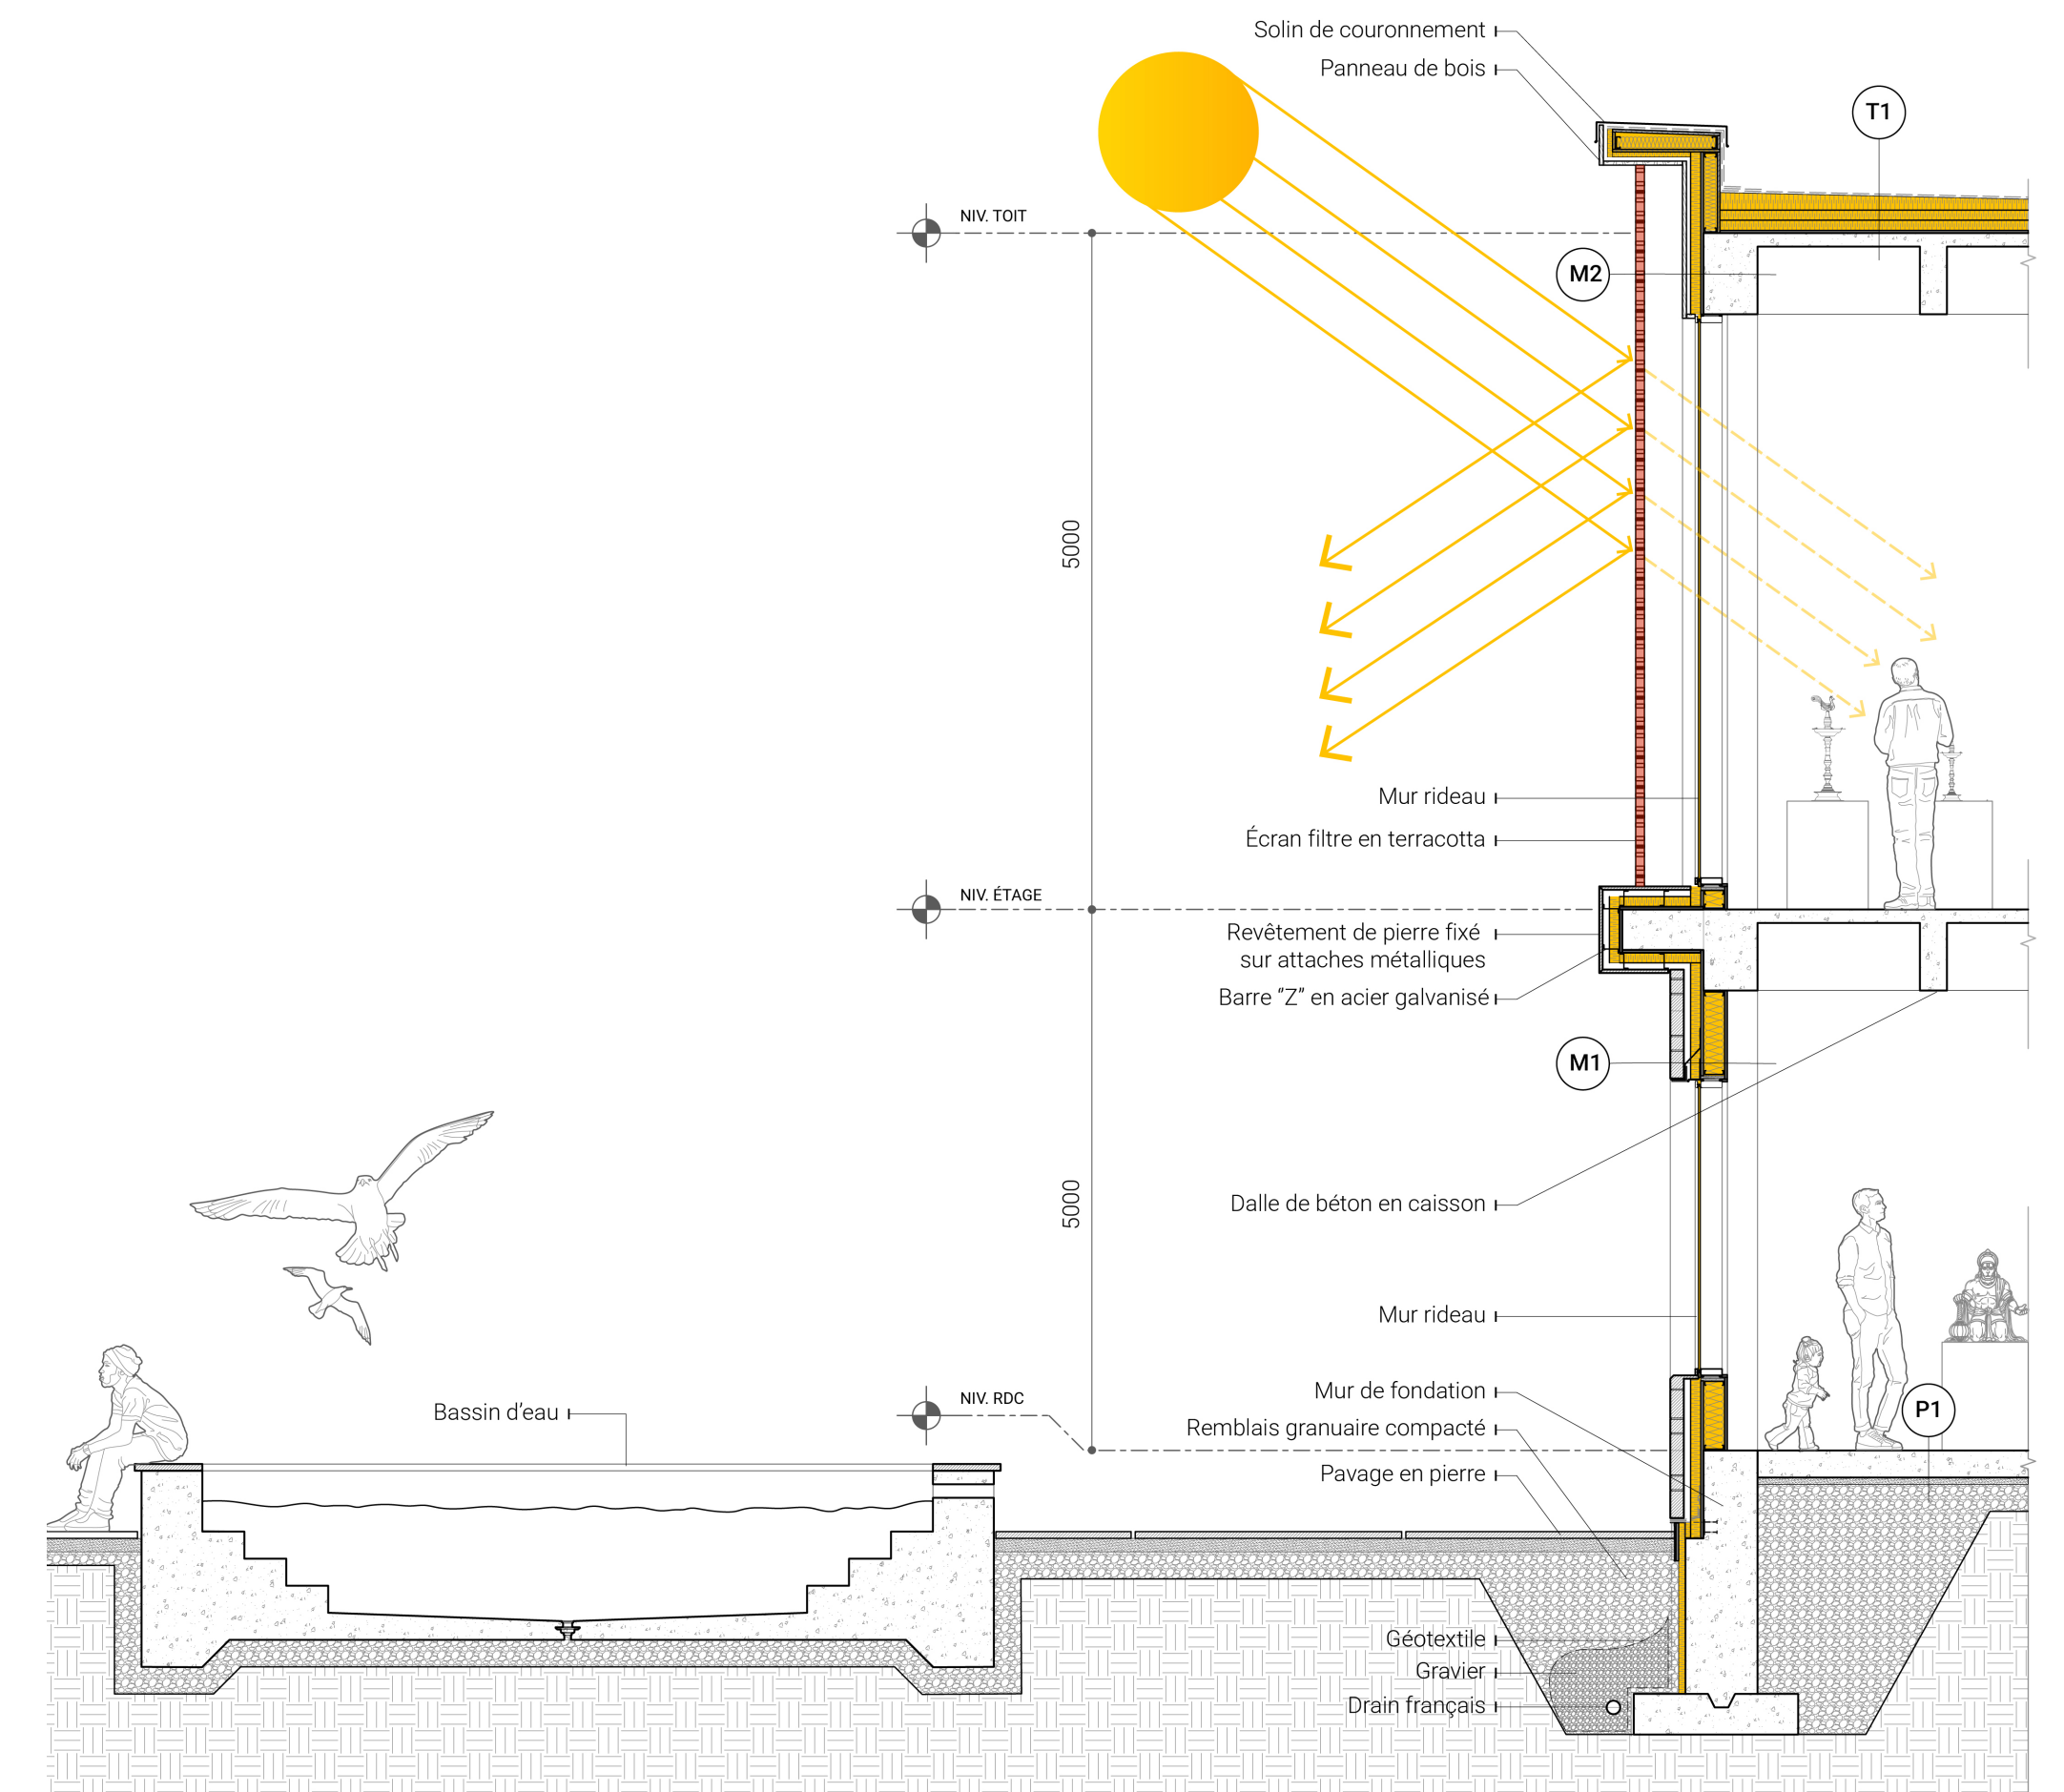 Solin de couronnement
Panneau de bois
T1
NIV. TOIT
M2
5000
Mur rideau
Écran filtre en terracotta
NIV. ÉTAGE
Revêtement de pierre fixé
sur attaches métalliques
Barre "Z" en acier galvanisé
M1
5000
Dalle de béton en caisson
Mur rideau
Mur de fondation
NIV. RDC
P1
Bassin d'eau
Remblais granuaire compacté
Pavage en pierre
Géotextile
Gravier
Drain français